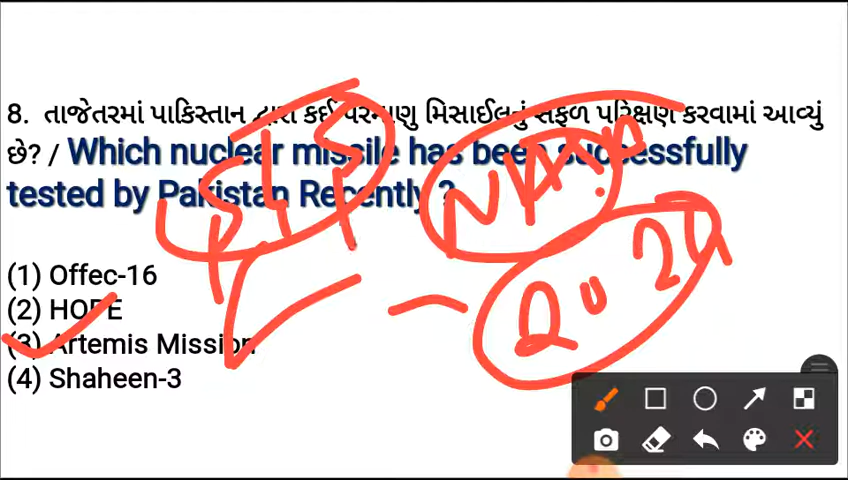 8. તાજેતરમાં પાકિસ્તાન દ્વારા કઈ પરમાણુ મિસાઈલનું સફળ પરિક્ષણ કરવામાં આવ્યું
છે? / Which nuclear missile has been successfully
tested by Pakistan Recently ?
(1) Offec-16
(2) HOPE
(3) Artemis Mission
(4) Shaheen-3
2024